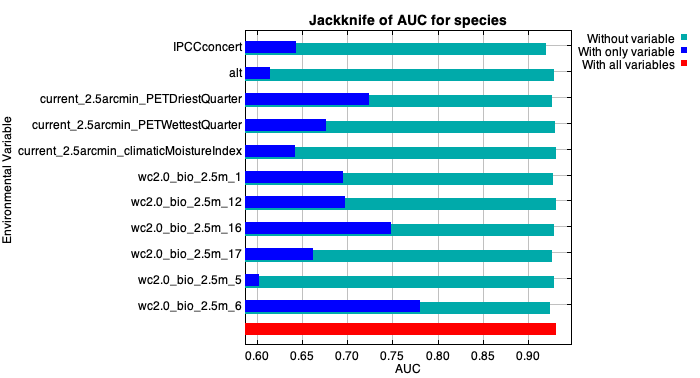 Jackknife of AUC for species
Without variable
With only variable
With all variables
Environmental Variable
IPCCconcert
alt
current_2.5arcmin_PETDriestQuarter
current_2.5arcmin_PETWettestQuarter
current_2.5arcmin_climaticMoistureIndex
wc2.0_bio_2.5m_1
wc2.0_bio_2.5m_12
wc2.0_bio_2.5m_16
wc2.0_bio_2.5m_17
wc2.0_bio_2.5m_5
wc2.0_bio_2.5m_6
0.60 0.65 0.70 0.75 0.80 0.85 0.90
AUC